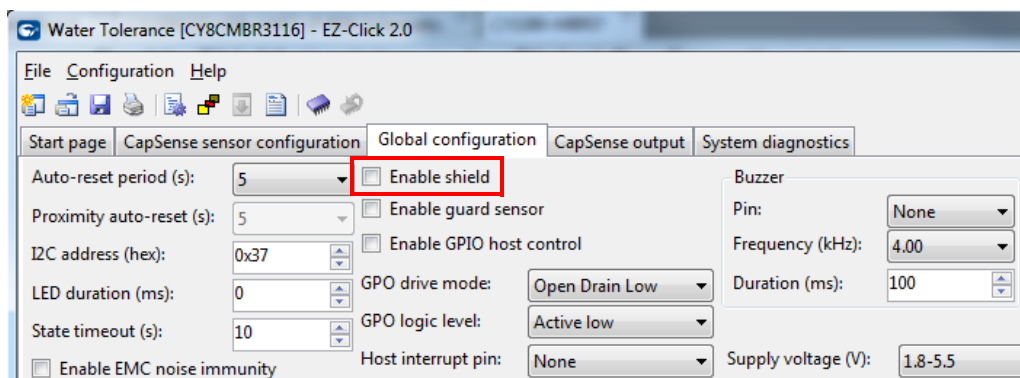 Water Tolerance [CY8CMBR3116] - EZ-Click 2.0
File Configuration Help
Start page CapSense sensor configuration Global configuration CapSense output System diagnostics
Auto-reset period (s): 5 Enable shield Buzzer
Proximity auto-reset (s): 5 Enable guard sensor Pin: None
I2C address (hex): 0x37 Enable GPIO host control Frequency (kHz): 4.00
LED duration (ms): 0 GPO drive mode: Open Drain Low Duration (ms): 100
State timeout (s): 10 GPO logic level: Active low
Enable EMC noise immunity Host interrupt pin: None Supply voltage (V): 1.8-5.5